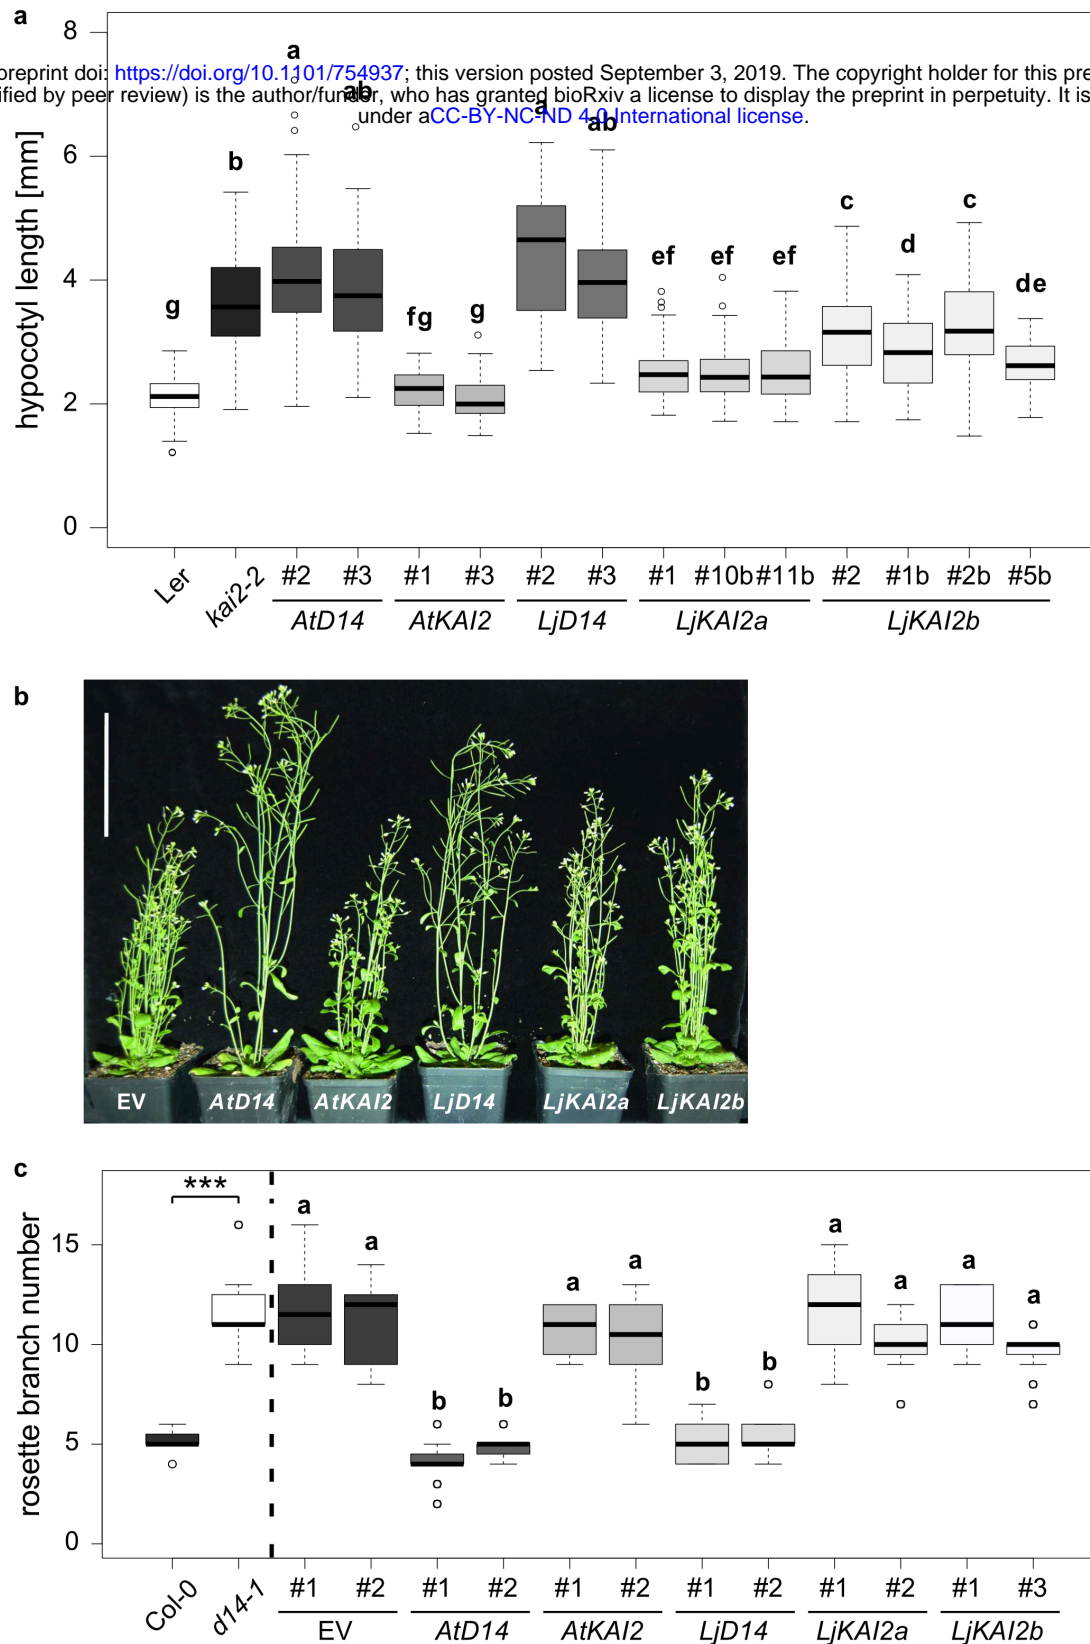 a
8
a
preprint doi: https://doi.org/10.1101/754937; this version posted September 3, 2019. The copyright holder for this pre
ified by peer review) is the author/funder, who has granted bioRxiv a license to display the preprint in perpetuity. It is
under aCC-BY-NC-ND 4.0 International license.
ab
a
ab
b
6
c
c
d
ef ef ef
de
g
fg g
4
2
0
hypocotyl length [mm]
Ler kai2-2 #2 #3 #1 #3 #2 #3 #1 #10b #11b #2 #1b #2b #5b
AtD14 AtKAI2 LjD14 LjKAI2a LjKAI2b
b
EV AtD14 AtKAI2 LjD14 LjKAI2a LjKAI2b
c
***
a
a
a
a
a
a
a
a
15
10
b
b
b
b
5
0
rosette branch number
Col-0 d14-1 #1 #2 #1 #2 #1 #2 #1 #2 #1 #2 #1 #3
EV AtD14 AtKAI2 LjD14 LjKAI2a LjKAI2b